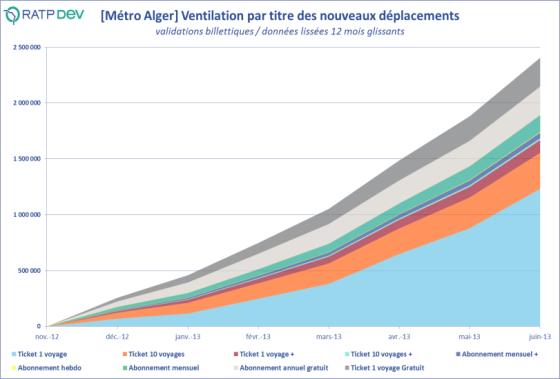 RATPDEV
[Métro Alger] Ventilation par titre des nouveaux déplacements
validations billettiques / données lissées 12 mois glissants
2 500 000
2 000 000
1 500 000
1 000 000
500 000
0
nov.-12 déc.-12 janv.-13 févr.-13 mars-13 avr.-13 mai-13 juin-13
Ticket 1 voyage Ticket 10 voyages Ticket 1 voyage + Ticket 10 voyages + Abonnement mensuel +
Abonnement hebdo Abonnement mensuel Abonnement annuel gratuit Ticket 1 voyage Gratuit